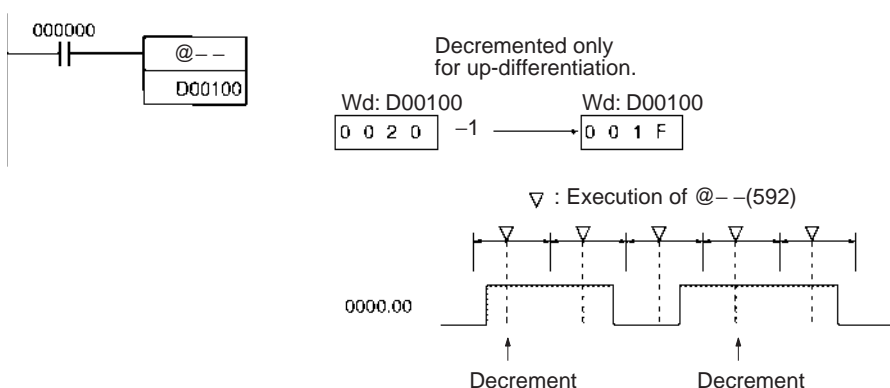 000000
@– –
D00100
Decremented only
for up-differentiation.
Wd: D00100 Wd: D00100
0 0 2 0 –1 0 0 1 F
: Execution of @– –(592)
0000.00
Decrement Decrement